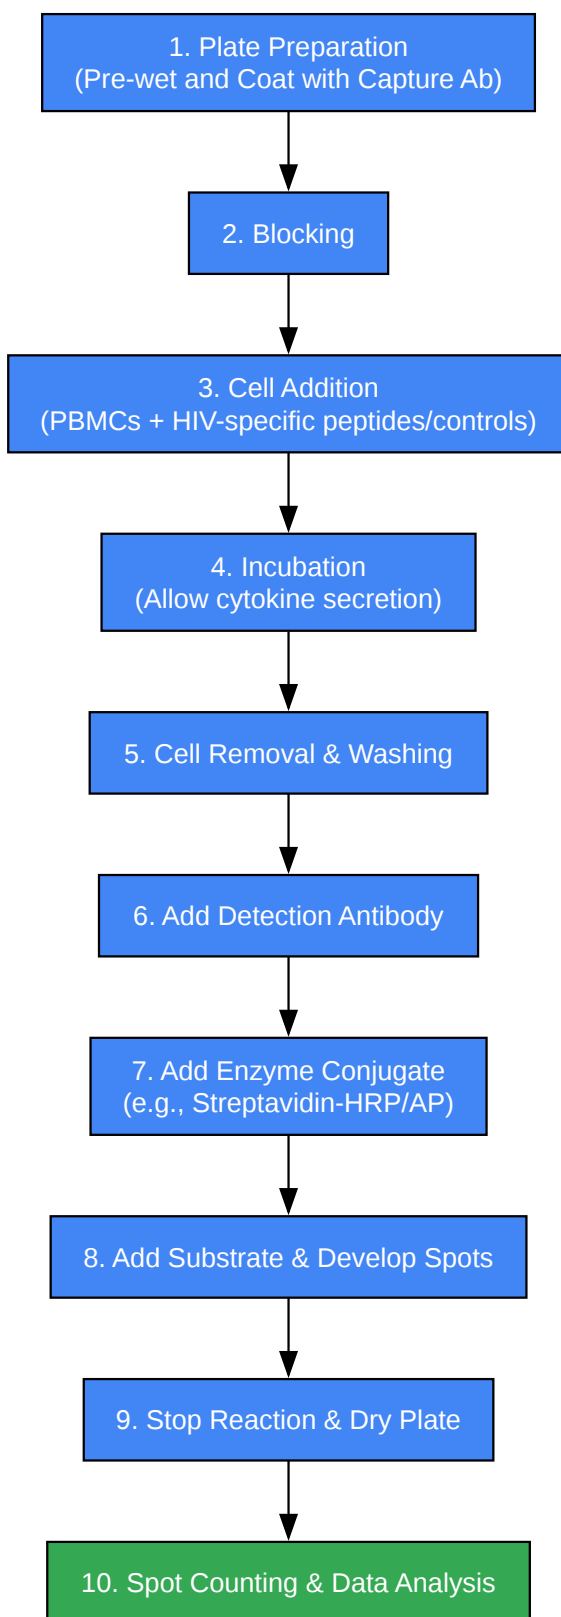 1. Plate Preparation
(Pre-wet and Coat with Capture Ab)
2. Blocking
3. Cell Addition
(PBMCs + HIV-specific peptides/controls)
4. Incubation
(Allow cytokine secretion)
5. Cell Removal & Washing
6. Add Detection Antibody
7. Add Enzyme Conjugate
(e.g., Streptavidin-HRP/AP)
8. Add Substrate & Develop Spots
9. Stop Reaction & Dry Plate
10. Spot Counting & Data Analysis